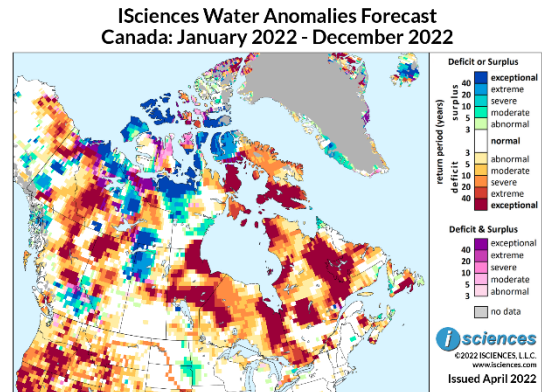 ISciences Water Anomalies Forecast
Canada: January 2022 - December 2022
Deficit or Surplus
return period (years)
surplus
40
20
10
5
3
exceptional
extreme
severe
moderate
abnormal
normal
deficit
3
5
10
20
40
abnormal
moderate
severe
extreme
exceptional
Deficit & Surplus
40
20
10
5
3
exceptional
extreme
severe
moderate
abnormal
no data
isciences
©2022 ISCIENCES, L.L.C.
www.isciences.com
Issued April 2022